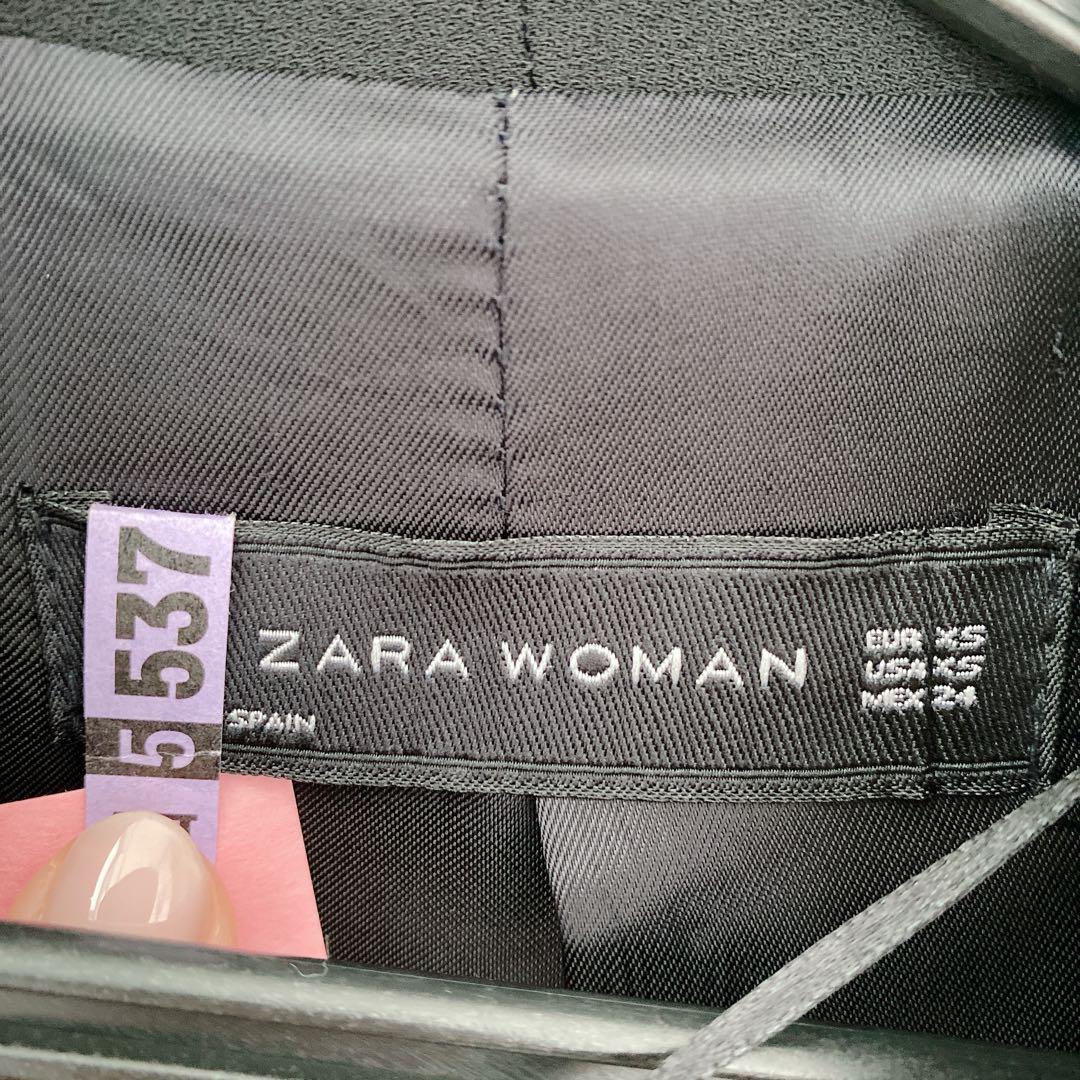 537
5
ZARA WOMAN
SPAIN
EUR XS
USA XS
MEX 24